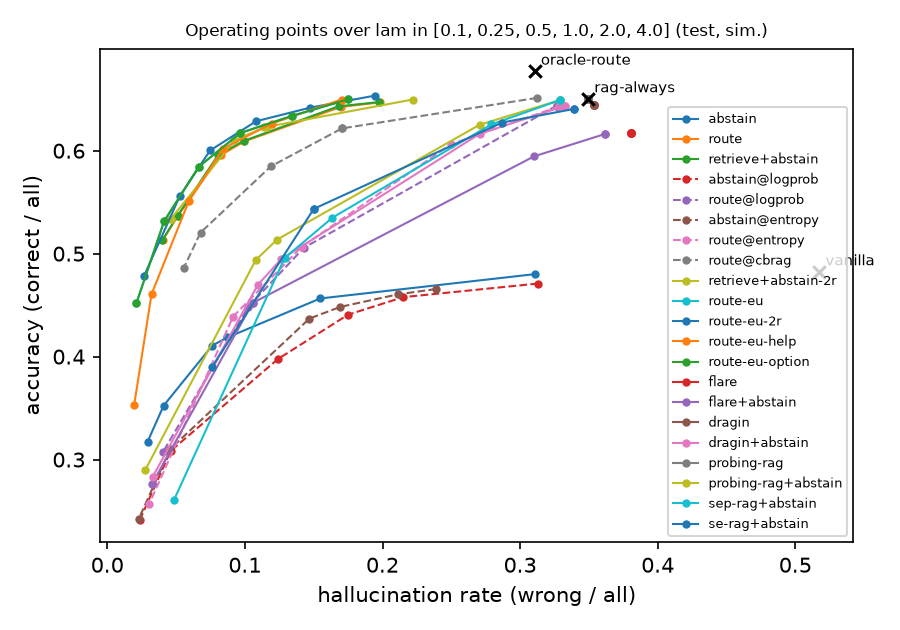 Operating points over lam in [0.1, 0.25, 0.5, 1.0, 2.0, 4.0] (test, sim.)
oracle-route
rag-always
vanilla
abstain
route
retrieve+abstain
abstain@logprob
route@logprob
abstain@entropy
route@entropy
route@cbrag
retrieve+abstain-2r
route-eu
route-eu-2r
route-eu-help
route-eu-option
flare
flare+abstain
dragin
dragin+abstain
probing-rag
probing-rag+abstain
sep-rag+abstain
se-rag+abstain
accuracy (correct / all)
0.6
0.5
0.4
0.3
0.0 0.1 0.2 0.3 0.4 0.5
hallucination rate (wrong / all)